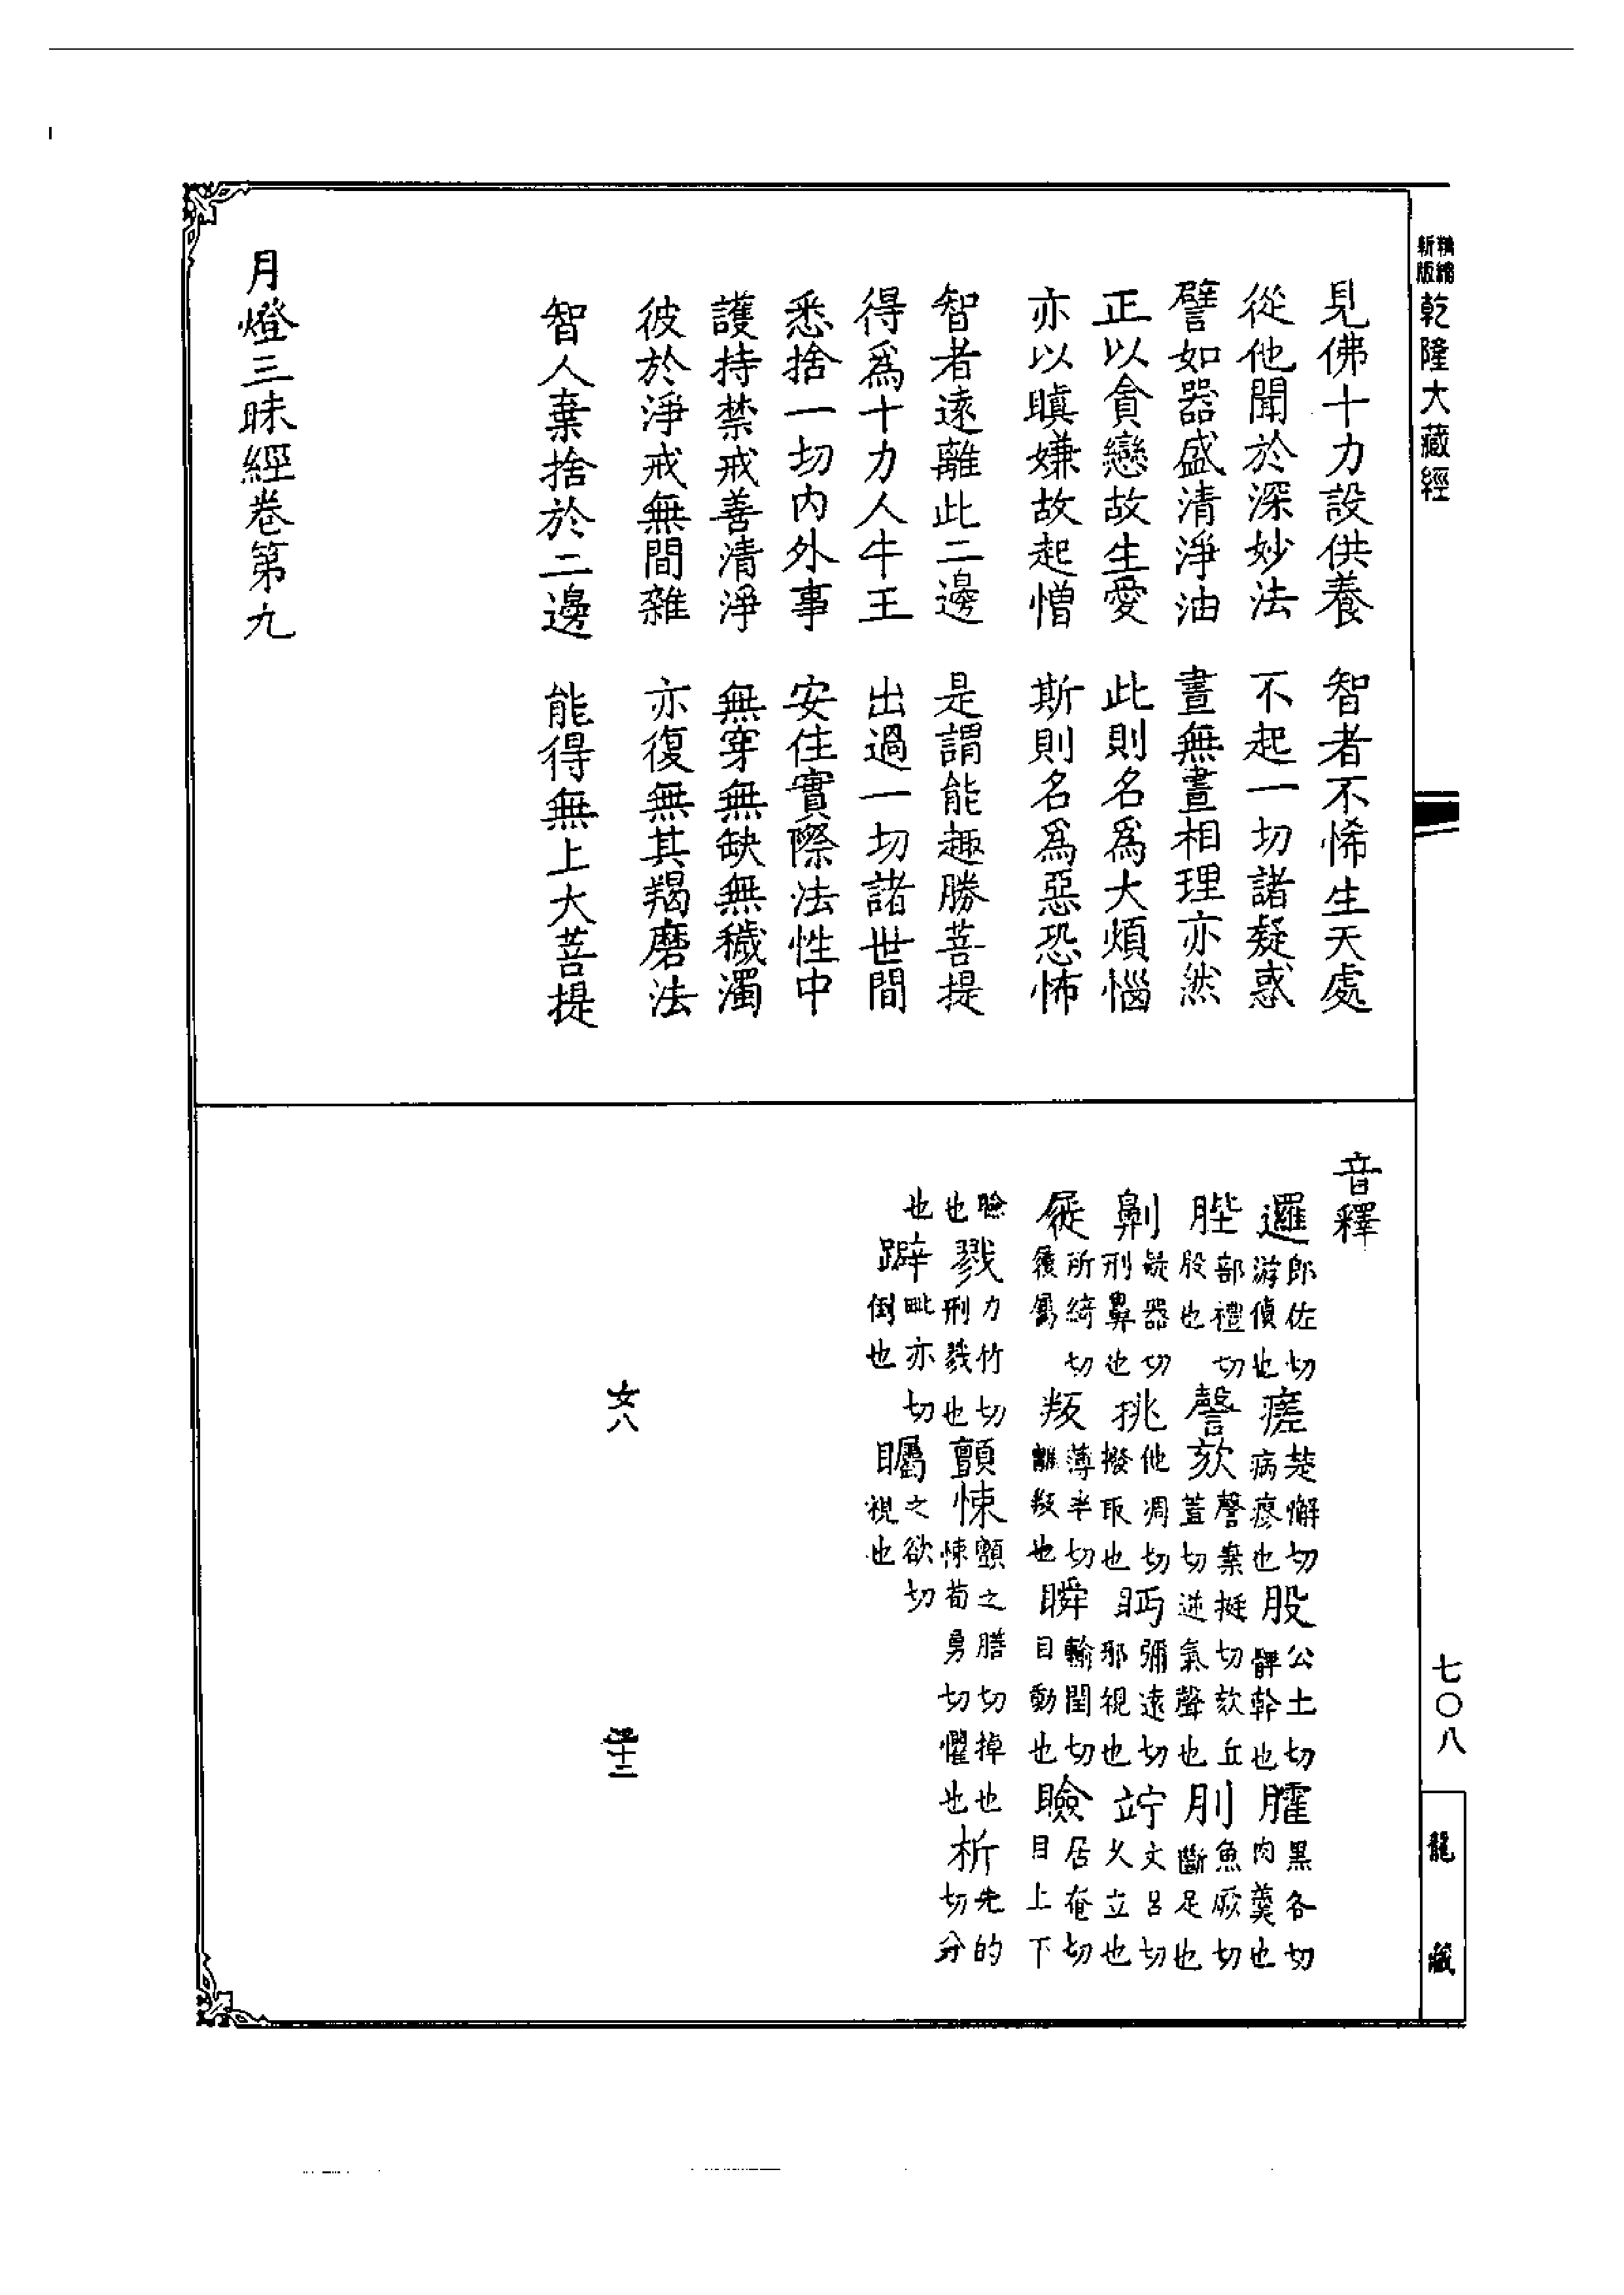 精縮新版 乾隆大藏經
見佛十力設供養 智者不悕生天處
從他聞於深妙法 不起一切諸疑惑
譬如器盛清淨油 晝無晝相理亦然
正以貪戀故生愛 此則名爲大煩惱
亦以瞋嫌故起憎 斯則名爲惡恐怖
智者遠離此二邊 是謂能趣勝菩提
得爲十力人牛王 出過一切諸世間
悉捨一切內外事 安住實際法性中
護持禁戒善清淨 無穿無缺無穢濁
彼於淨戒無間雜 亦復無其羯磨法
智人棄捨於二邊 能得無上大菩提
月燈三昧經卷第九
音釋
邏郎佐切游偵也 瘥楚懈切病瘳也 股公土切髀幹也 臛黑各切肉羹也
䏶部禮切股也 謦欬謦棄挺切欬丘蓋切逆氣聲也 刖魚厥切斷足也
劓疑器切刑鼻也 挑他凋切撥取也 眄彌遠切邪視也 竚丈呂切久立也
屣所綺切履屬 叛薄半切離叛也 瞬輸閏切目動也 瞼居奄切目上下
瞼也 戮力竹切刑戮也 顫悚顫之膳切掉也悚荀勇切懼也 析先的切分
也 躃毗亦切倒也 矚之欲切視也
女八
十二
七〇八
龍藏